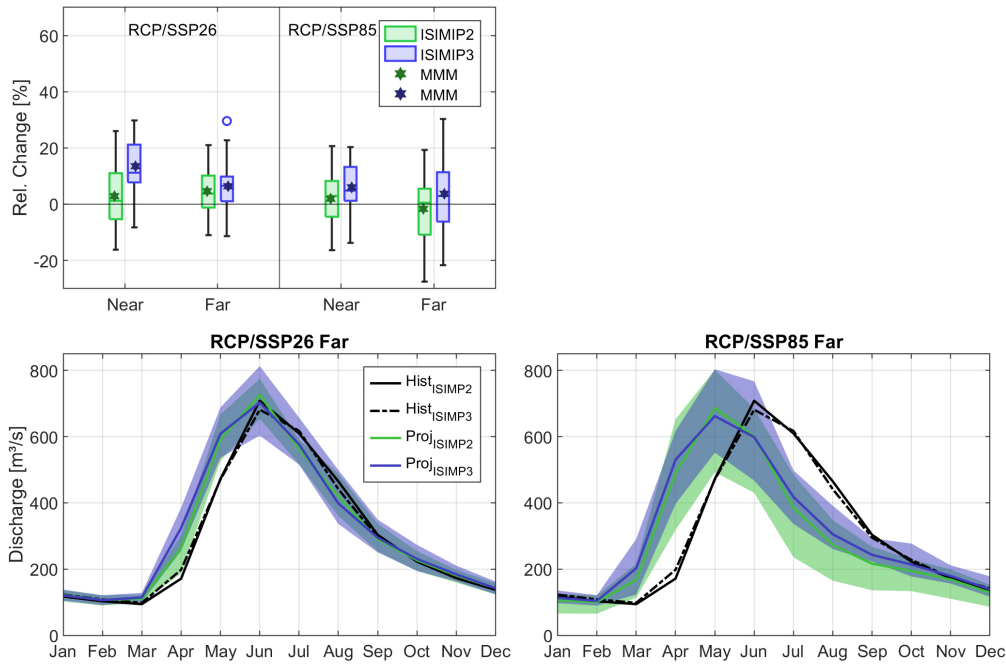 RCP/SSP26
RCP/SSP85
ISIMIP2
ISIMIP3
MMM
MMM
60
40
20
0
-20
Rel. Change [%]
Near
Far
Near
Far
RCP/SSP26 Far
800
600
400
200
0
Discharge [m³/s]
Hist_ISIMP2
Hist_ISIMP3
Proj_ISIMP2
Proj_ISIMP3
Jan Feb Mar Apr May Jun Jul Aug Sep Oct Nov Dec
RCP/SSP85 Far
800
600
400
200
0
Jan Feb Mar Apr May Jun Jul Aug Sep Oct Nov Dec